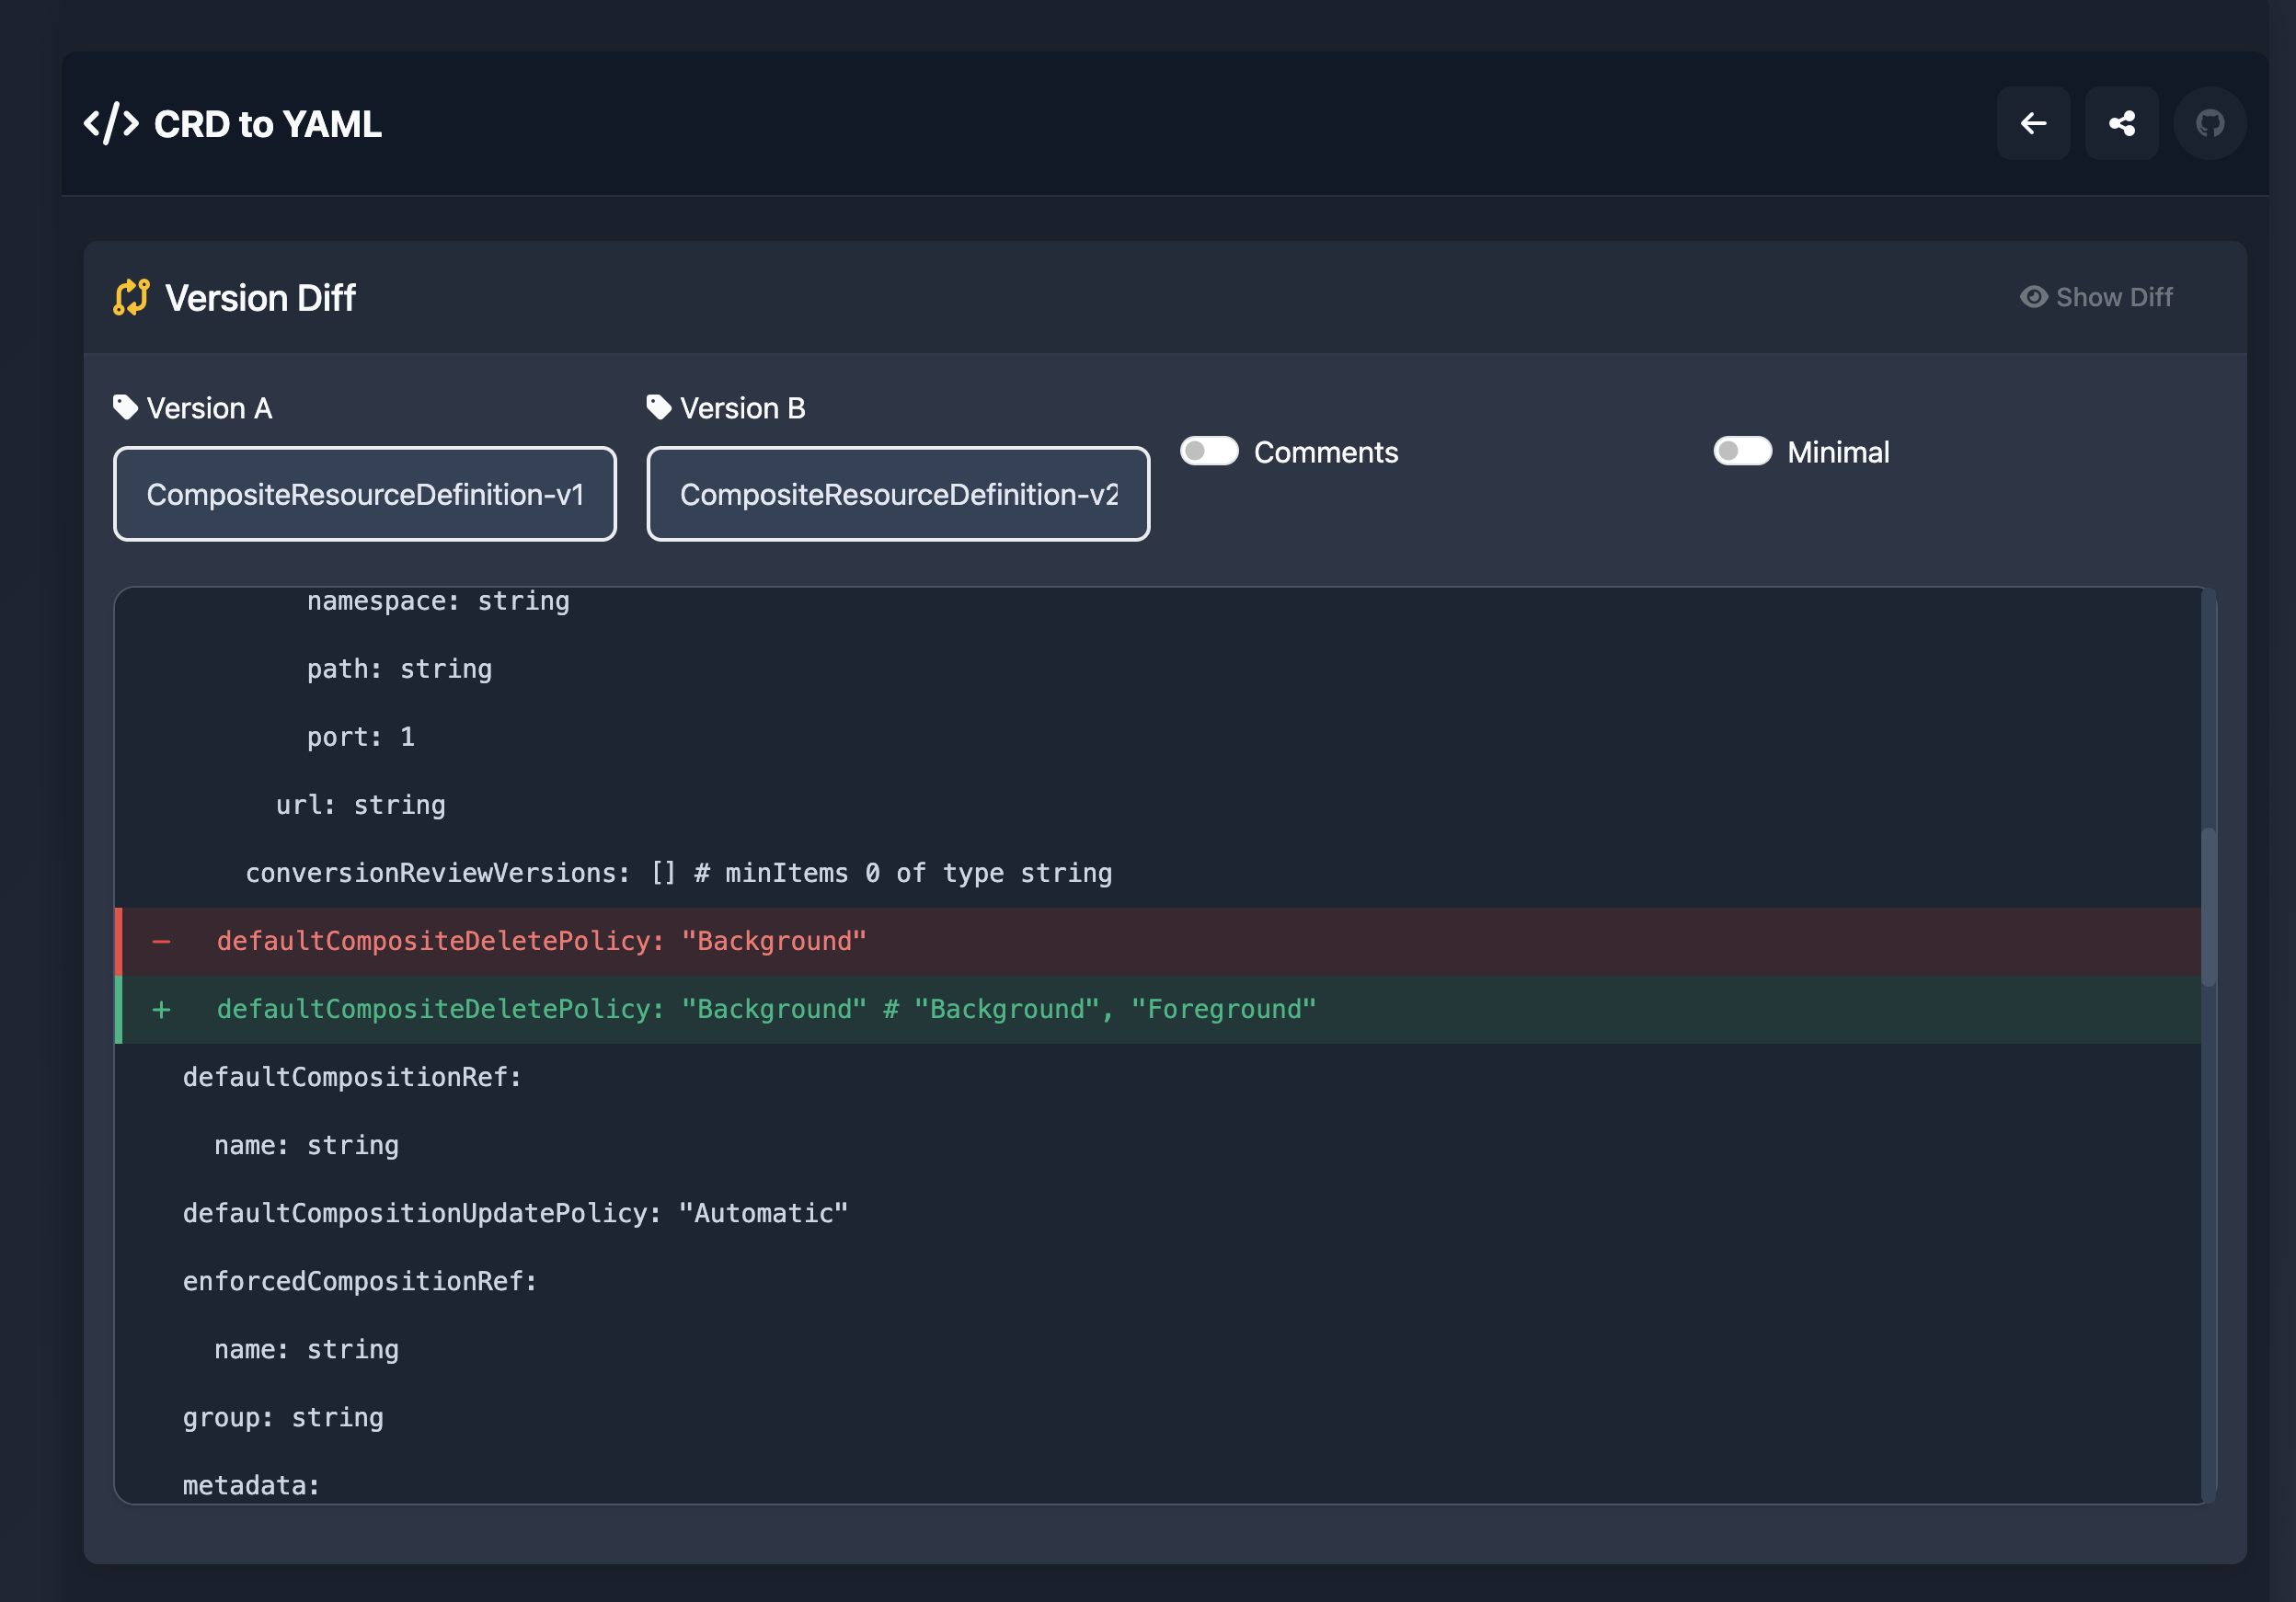 </> CRD to YAML
Version Diff
Show Diff
Version A
Version B
CompositeResourceDefinition-v1
CompositeResourceDefinition-v2
Comments
Minimal
namespace: string
path: string
port: 1
url: string
conversionReviewVersions: [] # minItems 0 of type string
- defaultCompositeDeletePolicy: "Background"
+ defaultCompositeDeletePolicy: "Background" # "Background", "Foreground"
defaultCompositionRef:
name: string
defaultCompositionUpdatePolicy: "Automatic"
enforcedCompositionRef:
name: string
group: string
metadata: